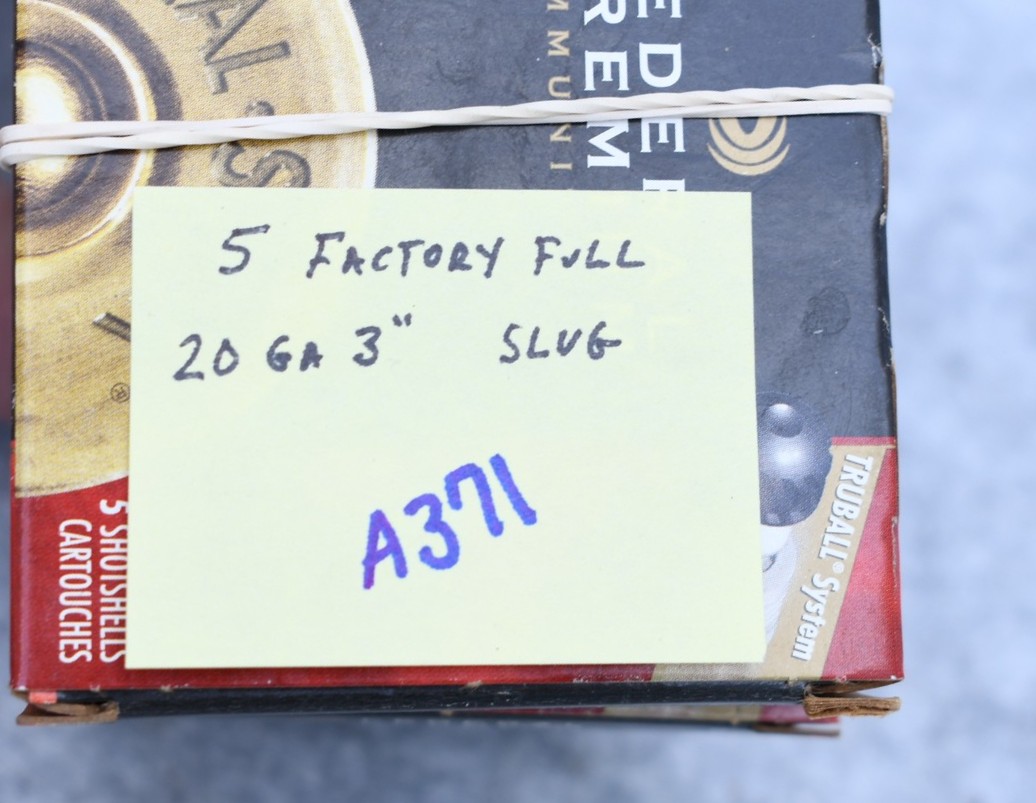 5 FACTORY FULL
20 GA 3" SLUG
A371
5 SHOTSHELLS
CARTOUCHES
TRUBALL® System